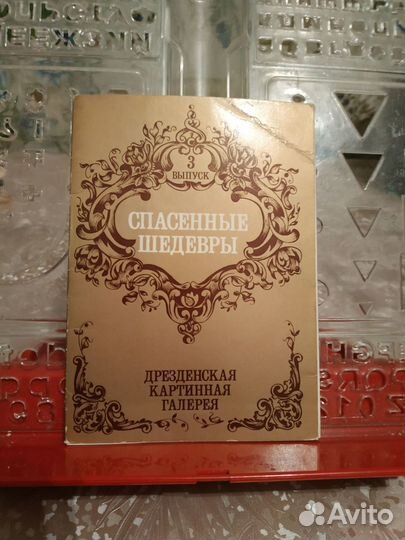 3
ВЫПУСК
СПАСЕННЫЕ
ШЕДЕВРЫ
ДРЕЗДЕНСКАЯ
КАРТИННАЯ
ГАЛЕРЕЯ
Avito